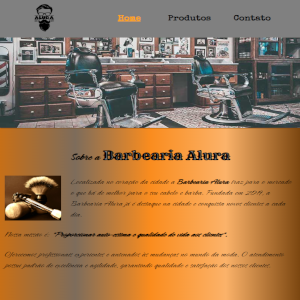 ALURA
Home Produtos Contato
Sobre a Barbearia Alura
Localizada no coração da cidade a Barbearia Alura traz para o mercado
o que há de melhor para o seu cabelo e barba. Fundada em 2019, a
Barbearia Alura já é destaque na cidade e conquista novos clientes a cada
dia.
Nossa missão é: "Proporcionar auto-estima e qualidade de vida aos clientes".
Oferecemos profissionais experientes e antenados às mudanças no mundo da moda. O atendimento
possui padrão de excelência e agilidade, garantindo qualidade e satisfação dos nossos clientes.